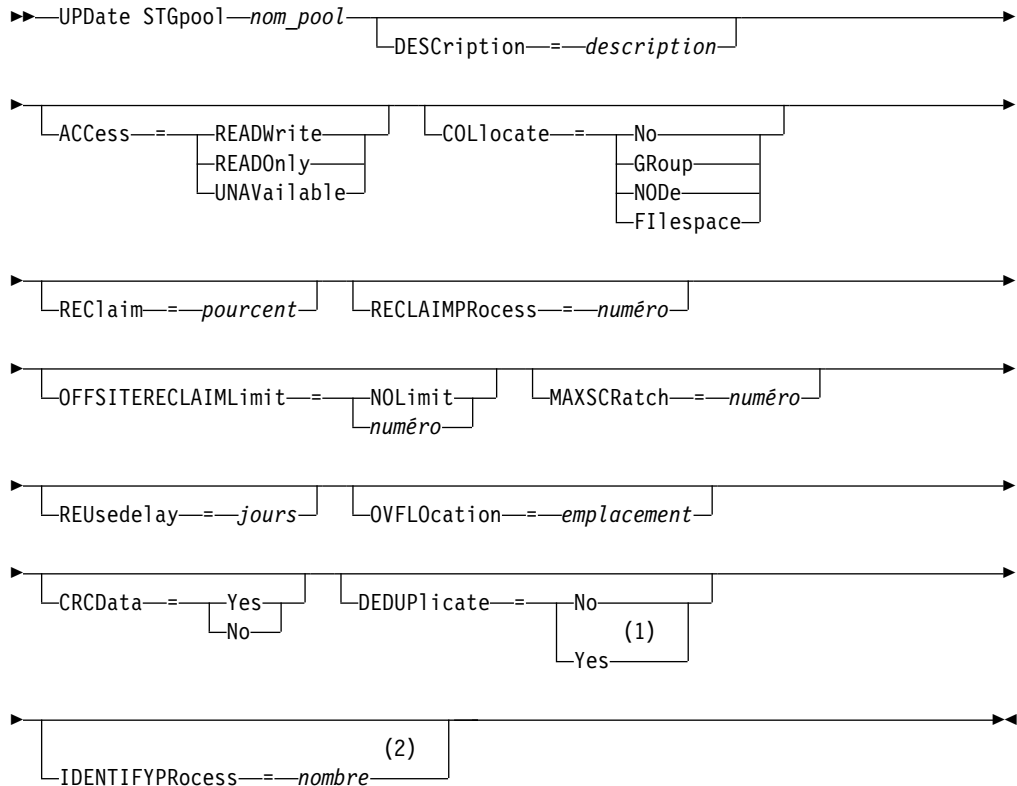 UPDate STGpool nom_pool
DESCription = description
ACCess = READWrite
READOnly
UNAVailable
COLlocate = No
GRoup
NODe
FIlespace
REClaim = pourcent
RECLAIMPRocess = numéro
OFFSITERECLAIMLimit = NOLimit
numéro
MAXSCRatch = numéro
REUsedelay = jours
OVFLOcation = emplacement
CRCData = Yes
No
DEDUPlicate = No
(1)
Yes
(2)
IDENTIFYPRocess = nombre